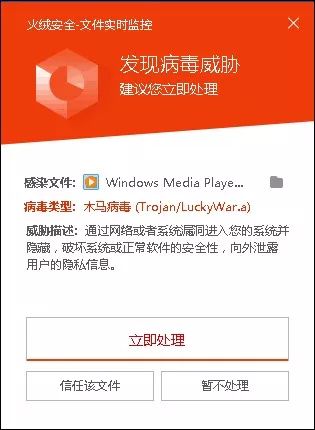 火绒安全-文件实时监控
发现病毒威胁
建议您立即处理
感染文件: Windows Media Playe...
病毒类型: 木马病毒 (Trojan/LuckyWar.a)
威胁描述: 通过网络或者系统漏洞进入您的系统并
隐藏，破坏系统或正常软件的安全性，向外泄露
用户的隐私信息。
立即处理
信任该文件
暂不处理